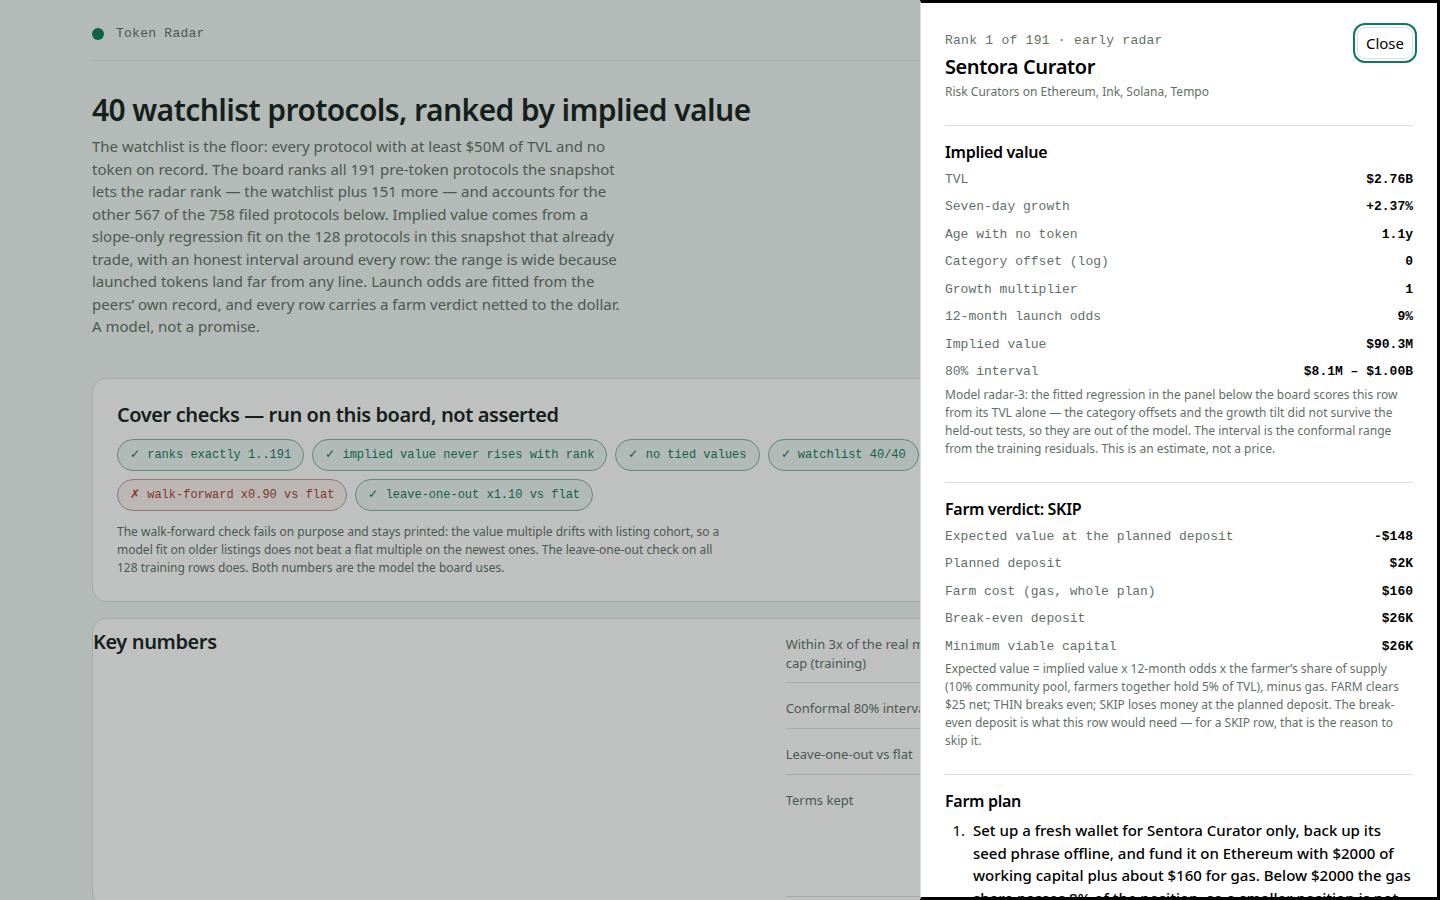 Token Radar
40 watchlist protocols, ranked by implied value
The watchlist is the floor: every protocol with at least $50M of TVL and no
token on record. The board ranks all 191 pre-token protocols the snapshot
lets the radar rank — the watchlist plus 151 more — and accounts for the
other 567 of the 758 filed protocols below. Implied value comes from a
slope-only regression fit on the 128 protocols in this snapshot that already
trade, with an honest interval around every row: the range is wide because
launched tokens land far from any line. Launch odds are fitted from the
peers’ own record, and every row carries a farm verdict netted to the dollar.
A model, not a promise.
Cover checks — run on this board, not asserted
✓ ranks exactly 1..191
✓ implied value never rises with rank
✓ no tied values
✓ watchlist 40/40
✗ walk-forward x0.90 vs flat
✓ leave-one-out x1.10 vs flat
The walk-forward check fails on purpose and stays printed: the value multiple drifts with listing cohort, so a
model fit on older listings does not beat a flat multiple on the newest ones. The leave-one-out check on all
128 training rows does. Both numbers are the model the board uses.
Key numbers
Within 3x of the real
cap (training)
Conformal 80%
Leave-one-out vs flat
Terms kept
Rank 1 of 191 · early radar
Close
Sentora Curator
Risk Curators on Ethereum, Ink, Solana, Tempo
Implied value
TVL $2.76B
Seven-day growth +2.37%
Age with no token 1.1y
Category offset (log) 0
Growth multiplier 1
12-month launch odds 9%
Implied value $90.3M
80% interval $8.1M – $1.00B
Model radar-3: the fitted regression in the panel below the board scores this row
from its TVL alone — the category offsets and the growth tilt did not survive the
held-out tests, so they are out of the model. The interval is the conformal range
from the training residuals. This is an estimate, not a price.
Farm verdict: SKIP
Expected value at the planned deposit -$148
Planned deposit $2K
Farm cost (gas, whole plan) $160
Break-even deposit $26K
Minimum viable capital $26K
Expected value = implied value x 12-month odds x the farmer’s share of supply
(10% community pool, farmers together hold 5% of TVL), minus gas. FARM clears
$25 net; THIN breaks even; SKIP loses money at the planned deposit. The break-
even deposit is what this row would need — for a SKIP row, that is the reason to
skip it.
Farm plan
1. Set up a fresh wallet for Sentora Curator only, back up its
seed phrase offline, and fund it on Ethereum with $2000 of
working capital plus about $160 for gas. Below $2000 the gas